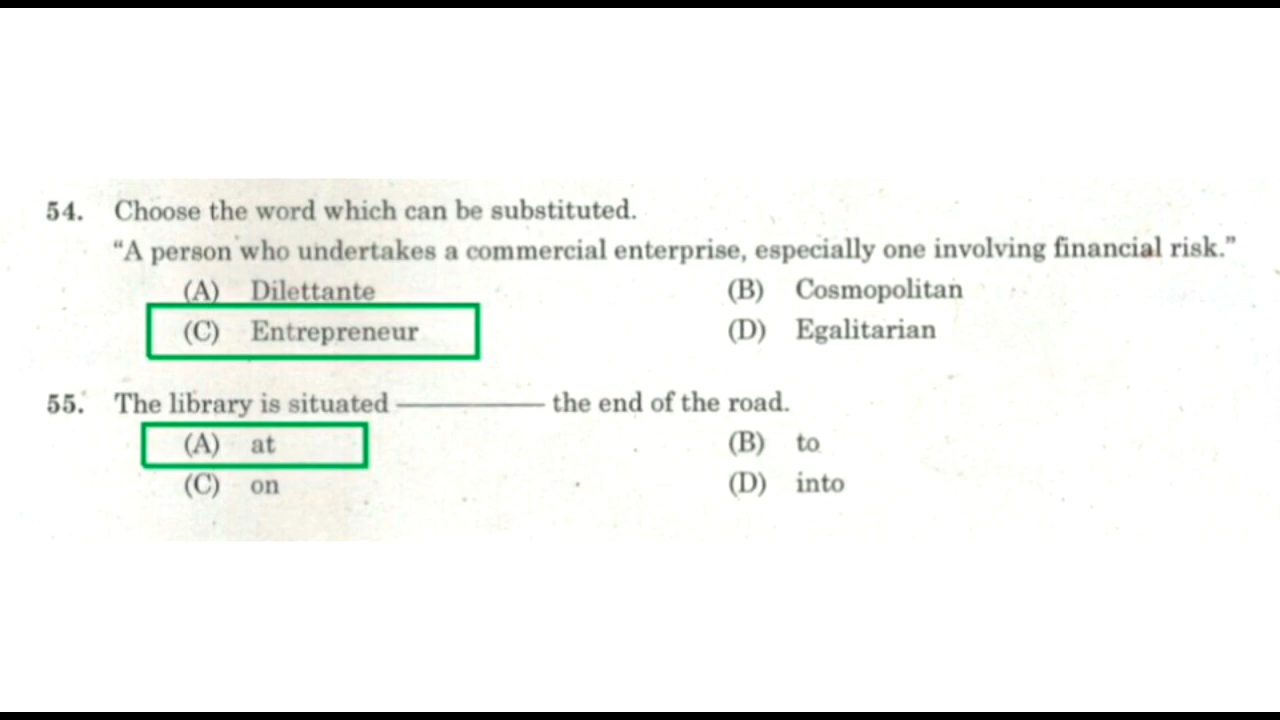 54. Choose the word which can be substituted.
“A person who undertakes a commercial enterprise, especially one involving financial risk.”
(A) Dilettante (B) Cosmopolitan
(C) Entrepreneur (D) Egalitarian
55. The library is situated ———— the end of the road.
(A) at (B) to
(C) on (D) into